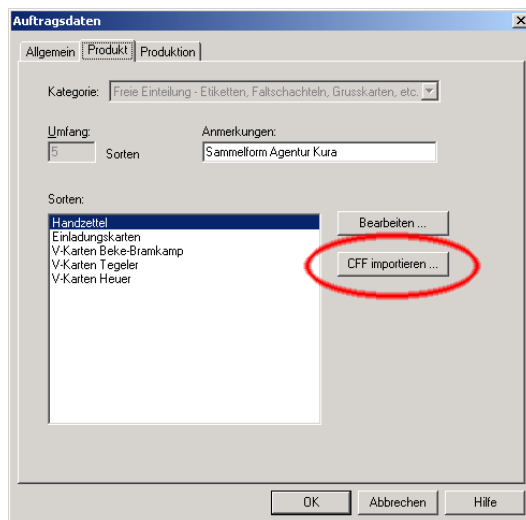 Auftragsdaten
Allgemein Produkt Produktion
Kategorie: Freie Einteilung - Etiketten, Faltschachteln, Grusskarten, etc.
Umfang: Anmerkungen:
5 Sorten Sammelform Agentur Kura
Sorten:
Handzettel Bearbeiten ...
Einladungskarten
V-Karten Beke-Bramkamp
V-Karten Tegeler CFF importieren ...
V-Karten Heuer
OK Abbrechen Hilfe